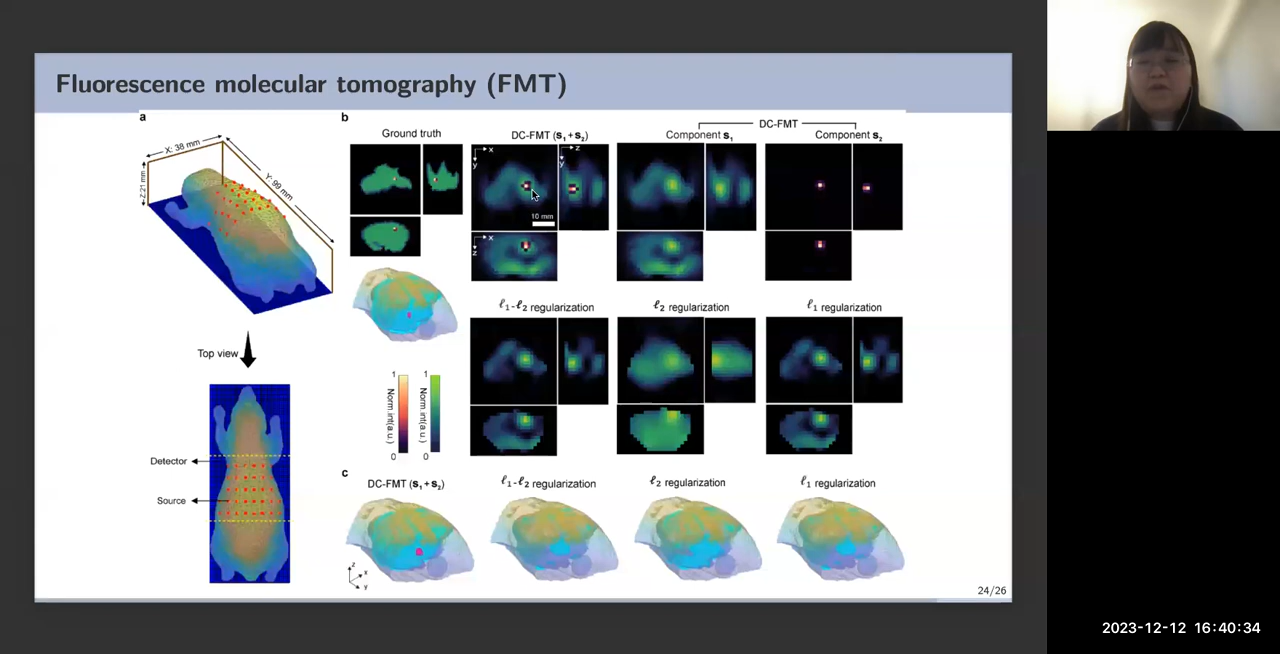 Fluorescence molecular tomography (FMT)
a
X: 38 mm
Z:21 mm
Y: 99 mm
Top view
Detector
Source
b
Ground truth
DC-FMT (s₁+s₂)
DC-FMT
Component s₁
Component s₂
x
y
z
y
10 mm
x
z
ℓ₁-ℓ₂ regularization
ℓ₂ regularization
ℓ₁ regularization
1
Norm.int(a.u.)
0
1
Norm.int(a.u.)
0
c
DC-FMT (s₁+s₂)
ℓ₁-ℓ₂ regularization
ℓ₂ regularization
ℓ₁ regularization
z
x
y
24/26
2023-12-12 16:40:34